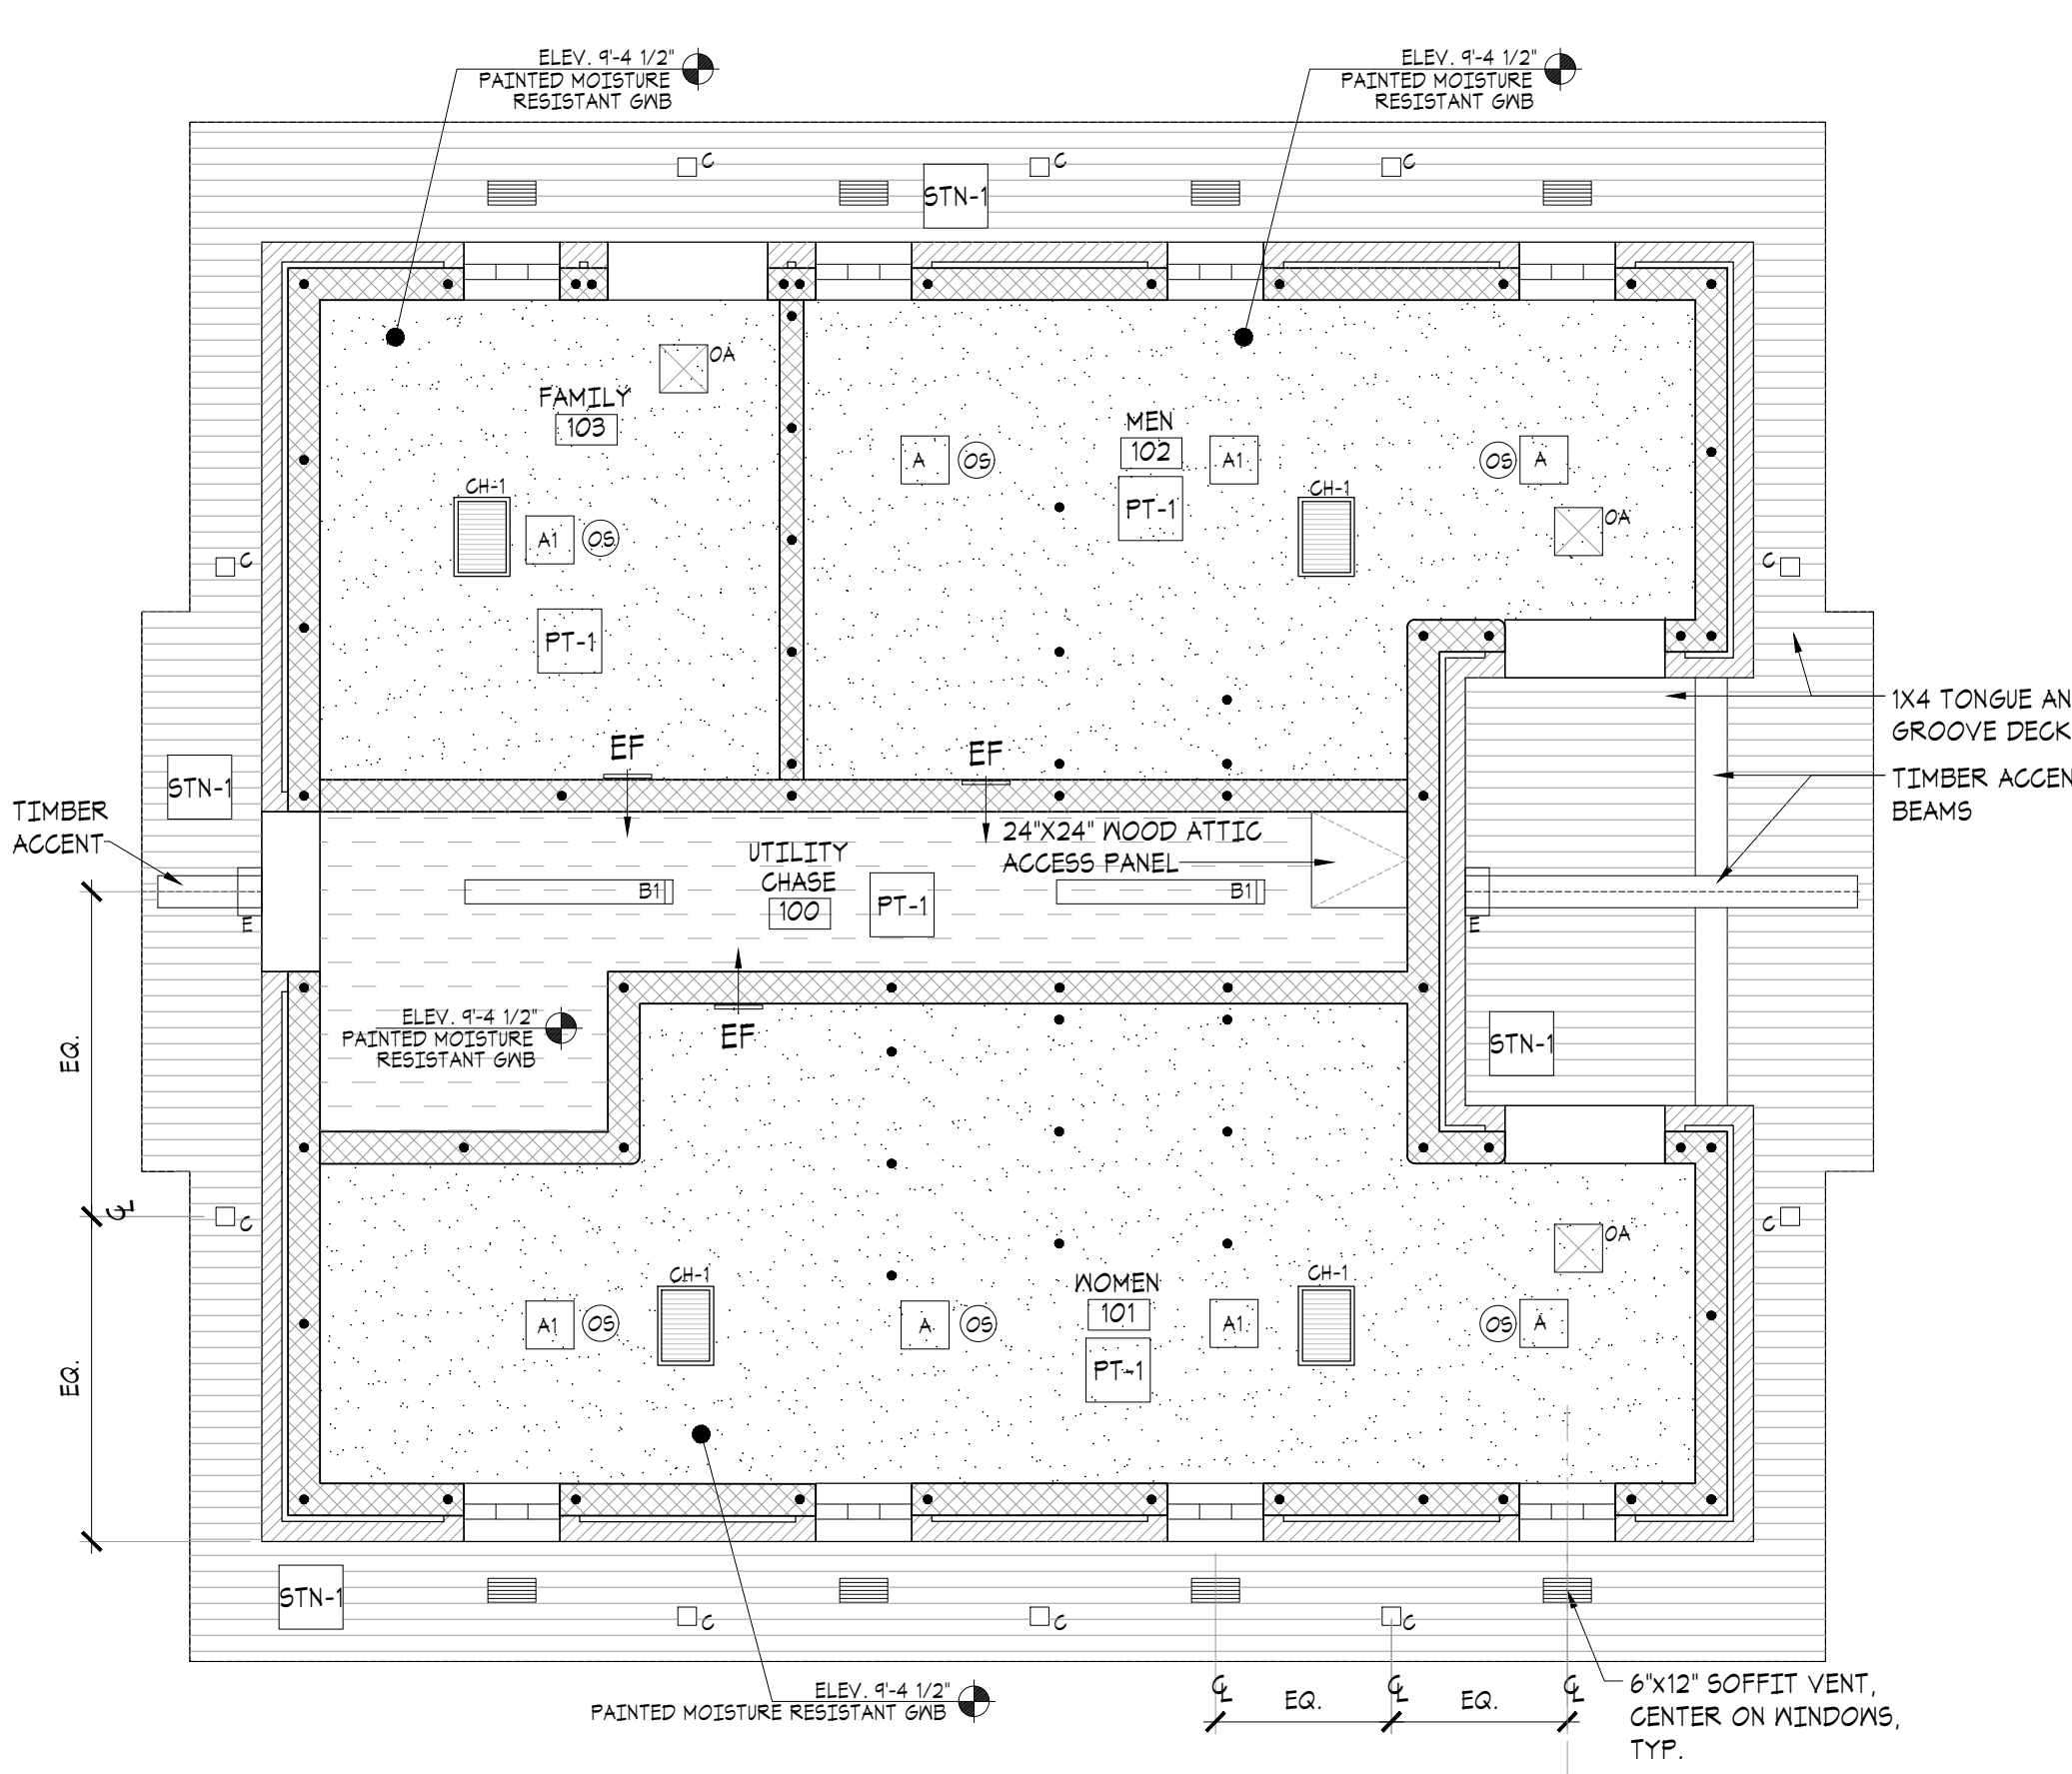 ELEV. 9'-4 1/2"
PAINTED MOISTURE
RESISTANT GWB
ELEV. 9'-4 1/2"
PAINTED MOISTURE
RESISTANT GWB
C
C
C
STN-1
OA
FAMILY
103
MEN
102
A
OS
A1
OS
A
CH-1
PT-1
CH-1
OA
A1
OS
C
C
PT-1
1X4 TONGUE AN
GROOVE DECK
EF
EF
STN-1
TIMBER ACCEN
BEAMS
TIMBER
ACCENT
24"X24" WOOD ATTIC
ACCESS PANEL
UTILITY
CHASE
100
B1
PT-1
B1
E
E
ELEV. 9'-4 1/2"
PAINTED MOISTURE
RESISTANT GWB
EF
STN-1
EQ.
CL
C
C
OA
CH-1
WOMEN
101
CH-1
A1
OS
A
OS
A1
OS
A
PT-1
EQ.
STN-1
C
C
C
ELEV. 9'-4 1/2"
PAINTED MOISTURE RESISTANT GWB
CL
EQ.
CL
EQ.
CL
6"x12" SOFFIT VENT,
CENTER ON WINDOWS,
TYP.